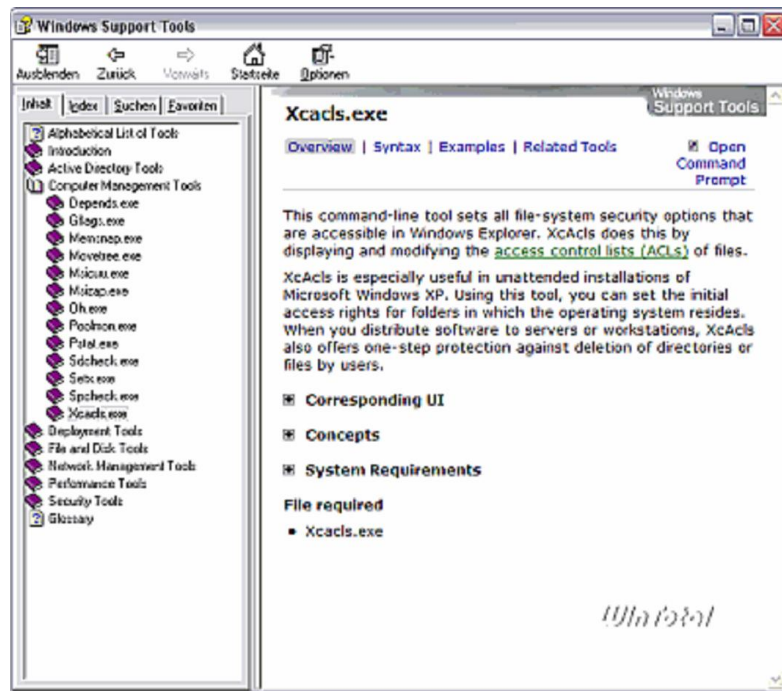 Windows Support Tools
Ausblenden Zurück Vorwärts Startseite Optionen
Inhalt Index Suchen Favoriten
Alphabetical List of Tools
Introduction
Active Directory Tools
Computer Management Tools
Depends.exe
Gflags.exe
Memsnap.exe
Movetree.exe
Msicuu.exe
Msizap.exe
Oh.exe
Poolmon.exe
Pstat.exe
Sdcheck.exe
Setx.exe
Spcheck.exe
Xcacls.exe
Deployment Tools
File and Disk Tools
Network Management Tools
Performance Tools
Security Tools
Glossary
Windows
Support Tools
Xcacls.exe
Overview | Syntax | Examples | Related Tools
Open
Command
Prompt
This command-line tool sets all file-system security options that
are accessible in Windows Explorer. XcAcls does this by
displaying and modifying the access control lists (ACLs) of files.
XcAcls is especially useful in unattended installations of
Microsoft Windows XP. Using this tool, you can set the initial
access rights for folders in which the operating system resides.
When you distribute software to servers or workstations, XcAcls
also offers one-step protection against deletion of directories or
files by users.
Corresponding UI
Concepts
System Requirements
File required
• Xcacls.exe
WinTotal